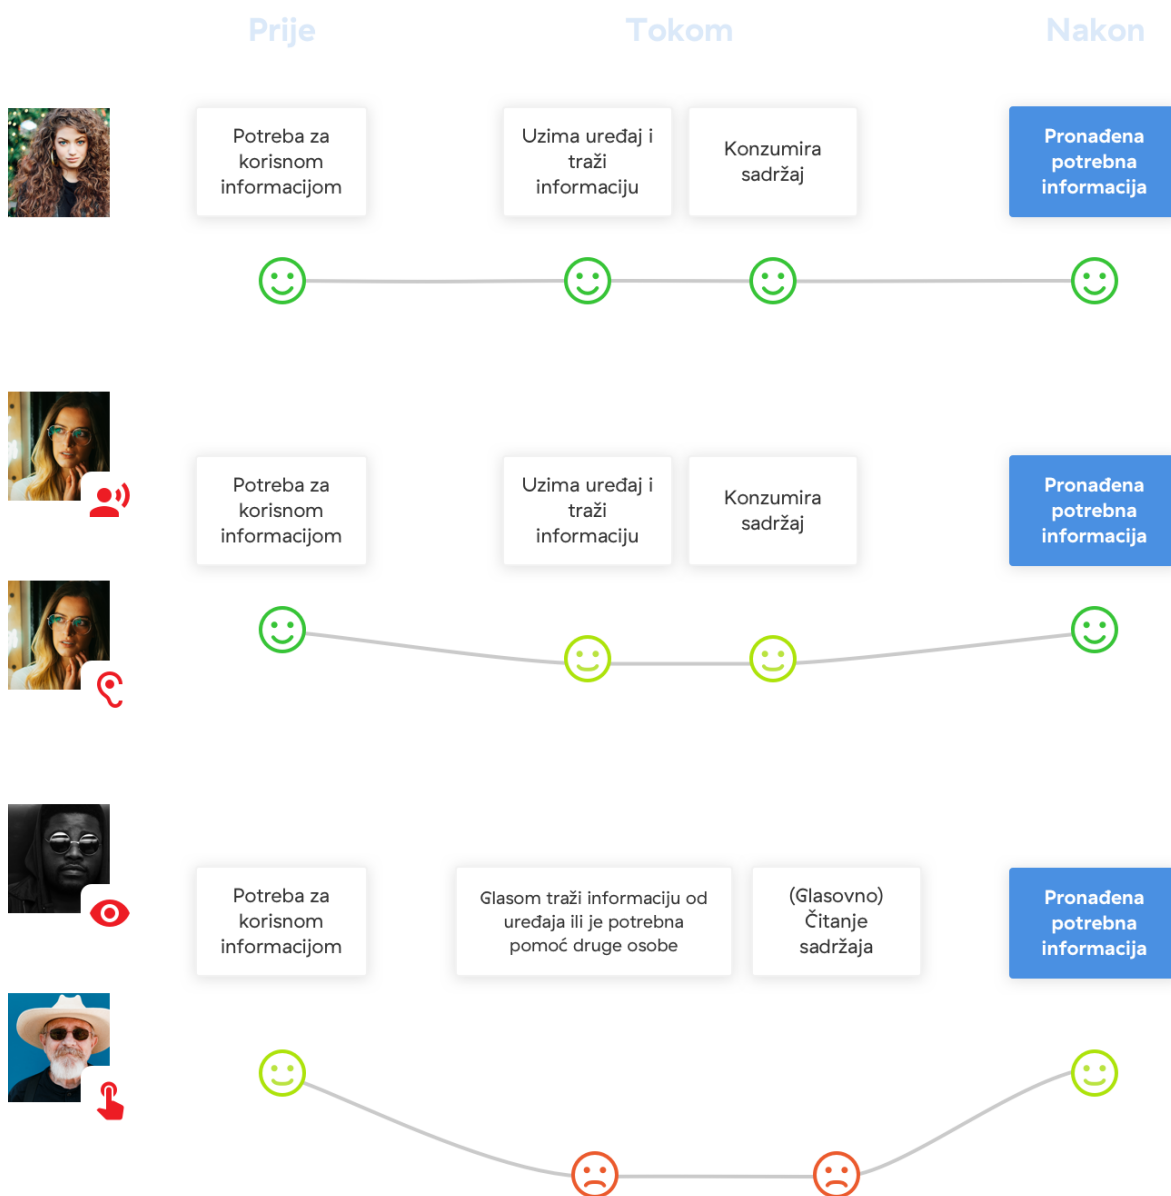 Prije
Tokom
Nakon
Potreba za
korisnom
informacijom
Uzima uređaj i
traži
informaciju
Konzumira
sadržaj
Pronađena
potrebna
informacija
Potreba za
korisnom
informacijom
Uzima uređaj i
traži
informaciju
Konzumira
sadržaj
Pronađena
potrebna
informacija
Potreba za
korisnom
informacijom
Glasom traži informaciju od
uređaja ili je potrebna
pomoć druge osobe
(Glasovno)
Čitanje
sadržaja
Pronađena
potrebna
informacija